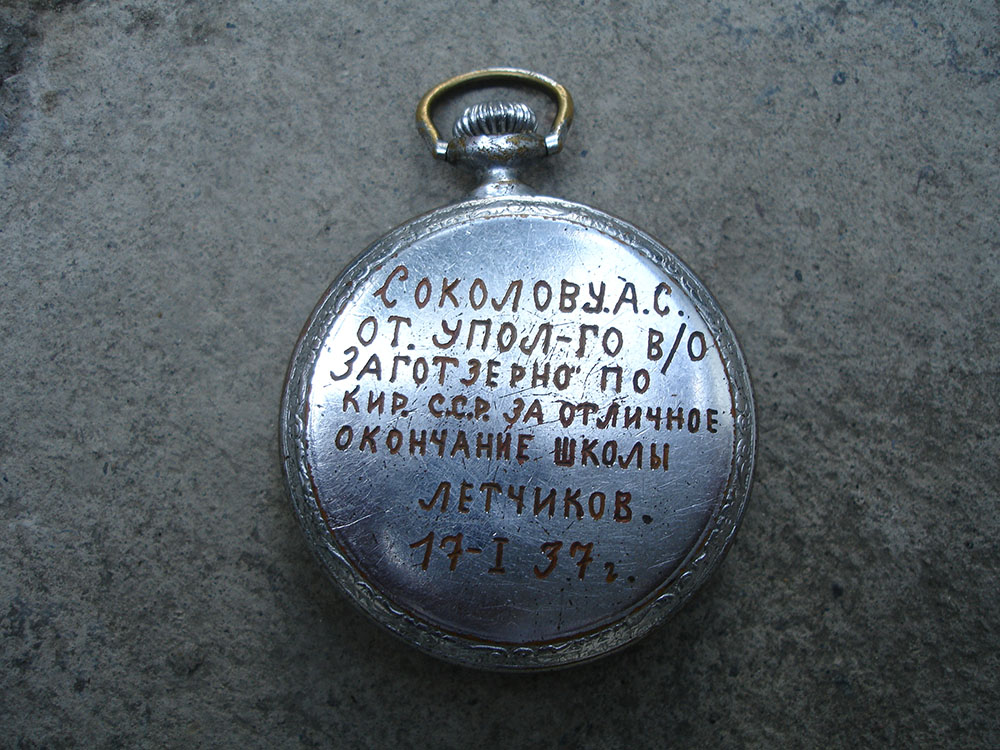 СОКОЛОВУ.А.С.
ОТ. УПОЛ-ГО В/О
ЗАГОТЗЕРНО" ПО
КИР. С.С.Р. ЗА ОТЛИЧНОЕ
ОКОНЧАНИЕ ШКОЛЫ
ЛЕТЧИКОВ.
17-I 37г.